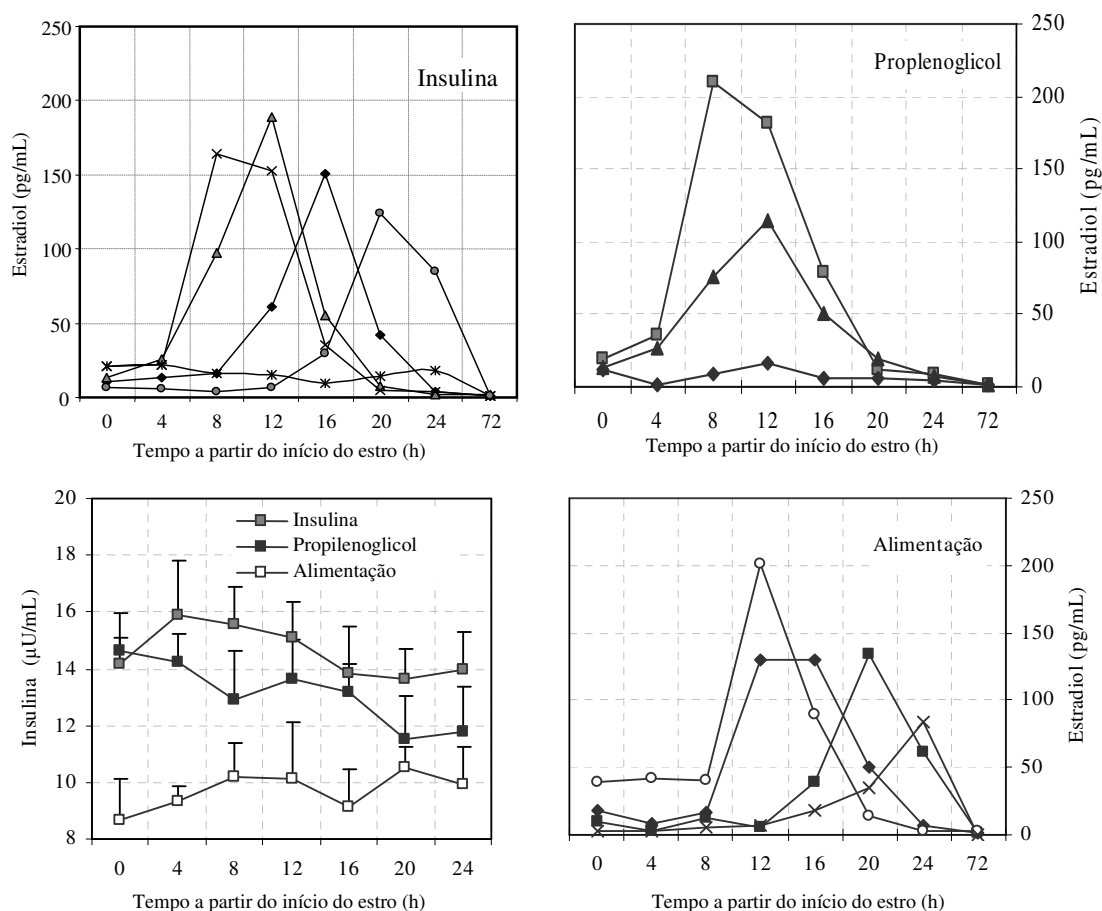 250
200
150
100
50
0
Estradiol (pg/mL)
Insulina
0 4 8 12 16 20 24 72
Tempo a partir do início do estro (h)
250
200
150
100
50
0
Estradiol (pg/mL)
Proplenoglicol
0 4 8 12 16 20 24 72
Tempo a partir do início do estro (h)
20
18
16
14
12
10
8
Insulina (µU/mL)
Insulina
Propilenoglicol
Alimentação
0 4 8 12 16 20 24
Tempo a partir do início do estro (h)
250
200
150
100
50
0
Estradiol (pg/mL)
Alimentação
0 4 8 12 16 20 24 72
Tempo a partir do início do estro (h)